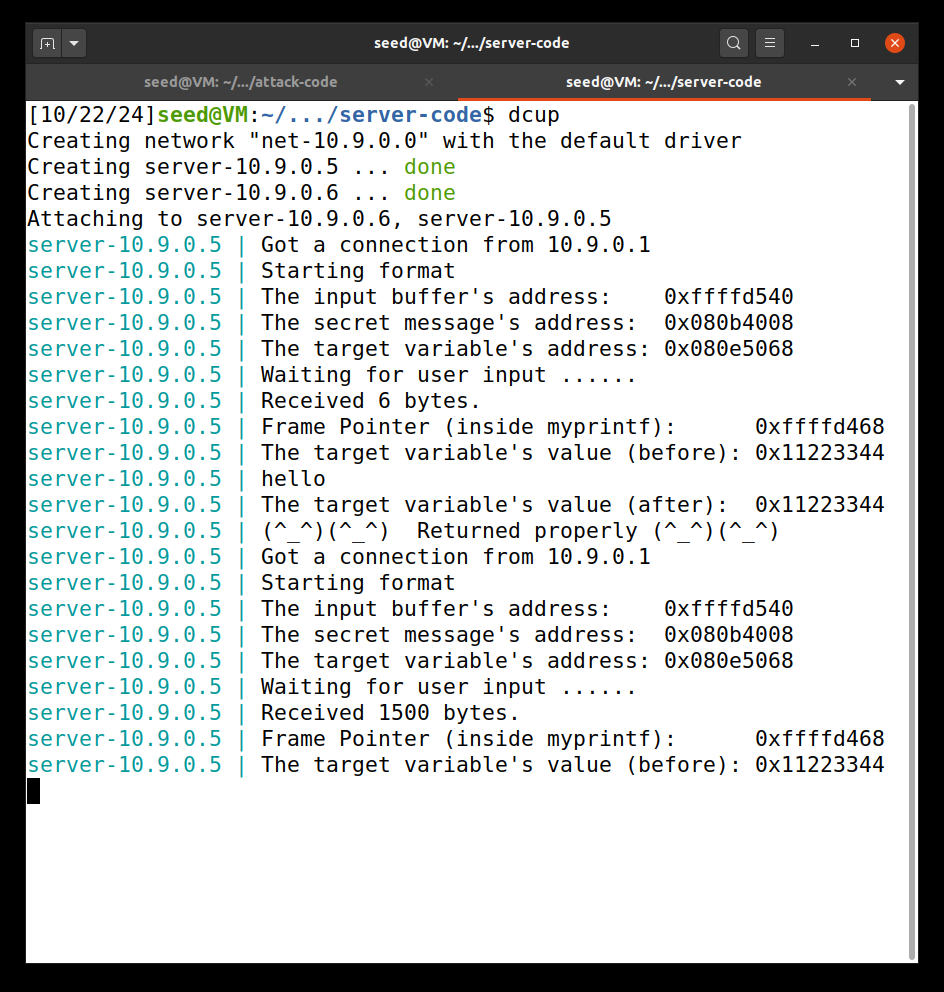 seed@VM: ~/.../server-code
seed@VM: ~/.../attack-code
seed@VM: ~/.../server-code
[10/22/24]seed@VM:~/.../server-code$ dcup
Creating network "net-10.9.0.0" with the default driver
Creating server-10.9.0.5 ... done
Creating server-10.9.0.6 ... done
Attaching to server-10.9.0.6, server-10.9.0.5
server-10.9.0.5 | Got a connection from 10.9.0.1
server-10.9.0.5 | Starting format
server-10.9.0.5 | The input buffer's address:    0xffffd540
server-10.9.0.5 | The secret message's address:  0x080b4008
server-10.9.0.5 | The target variable's address: 0x080e5068
server-10.9.0.5 | Waiting for user input ......
server-10.9.0.5 | Received 6 bytes.
server-10.9.0.5 | Frame Pointer (inside myprintf):      0xffffd468
server-10.9.0.5 | The target variable's value (before): 0x11223344
server-10.9.0.5 | hello
server-10.9.0.5 | The target variable's value (after):  0x11223344
server-10.9.0.5 | (^_^)(^_^)  Returned properly (^_^)(^_^)
server-10.9.0.5 | Got a connection from 10.9.0.1
server-10.9.0.5 | Starting format
server-10.9.0.5 | The input buffer's address:    0xffffd540
server-10.9.0.5 | The secret message's address:  0x080b4008
server-10.9.0.5 | The target variable's address: 0x080e5068
server-10.9.0.5 | Waiting for user input ......
server-10.9.0.5 | Received 1500 bytes.
server-10.9.0.5 | Frame Pointer (inside myprintf):      0xffffd468
server-10.9.0.5 | The target variable's value (before): 0x11223344